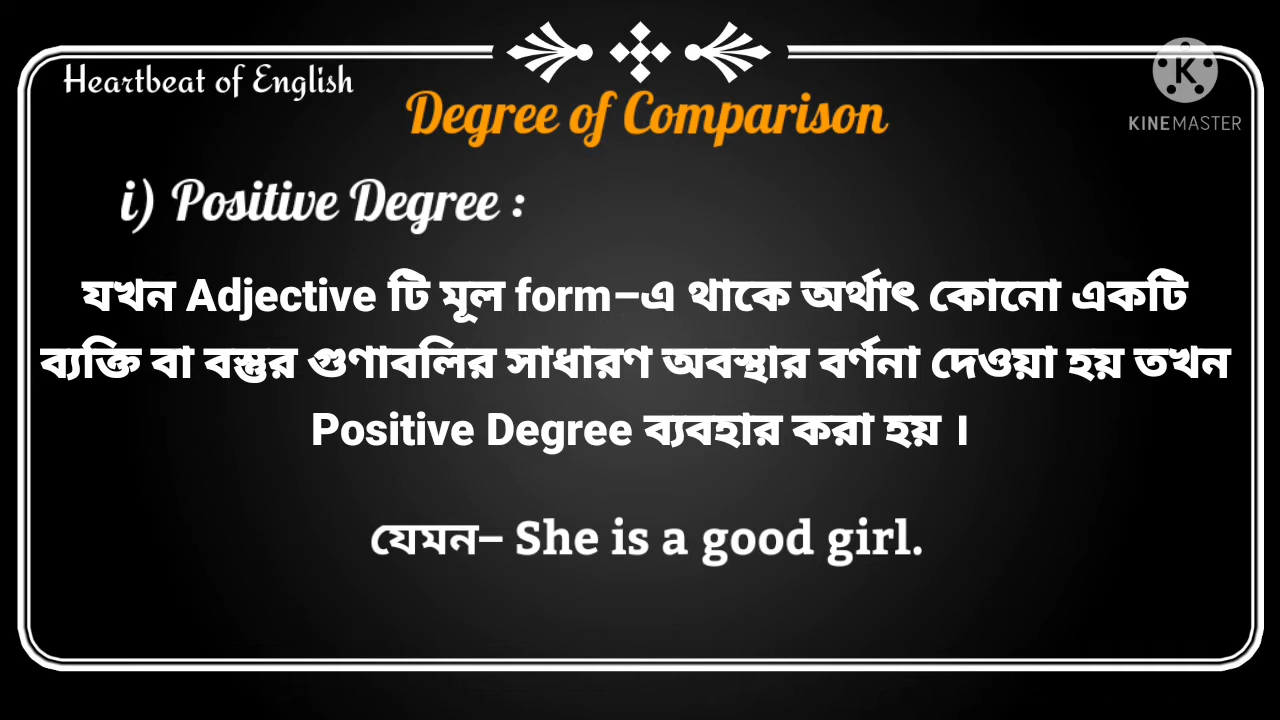 Heartbeat of English
Degree of Comparison
KINEMASTER
i) Positive Degree :
যখন Adjective টি মূল form–এ থাকে অর্থাৎ কোনো একটি
ব্যক্তি বা বস্তুর গুণাবলির সাধারণ অবস্থার বর্ণনা দেওয়া হয় তখন
Positive Degree ব্যবহার করা হয় ।
যেমন– She is a good girl.